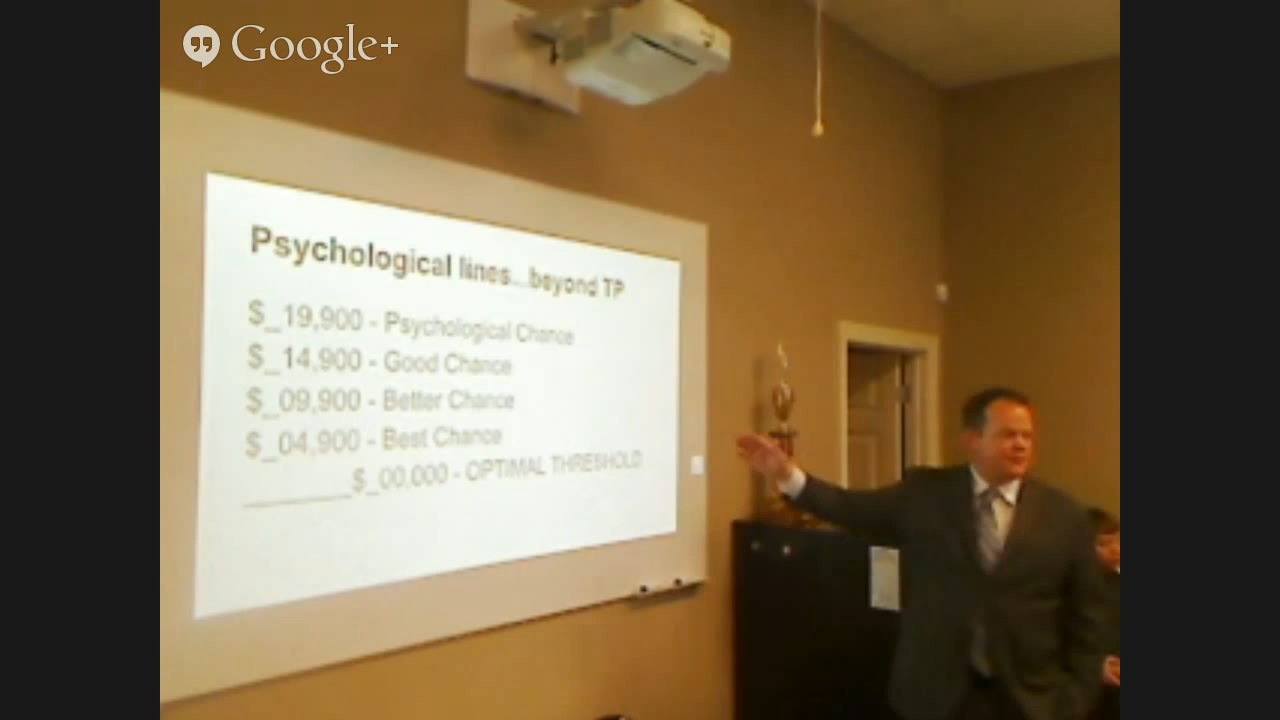 Google+
Psychological lines...beyond TP
$_19,900 - Psychological Chance
$_14,900 - Good Chance
$_09,900 - Better Chance
$_04,900 - Best Chance
________$_00,000 - OPTIMAL THRESHOLD